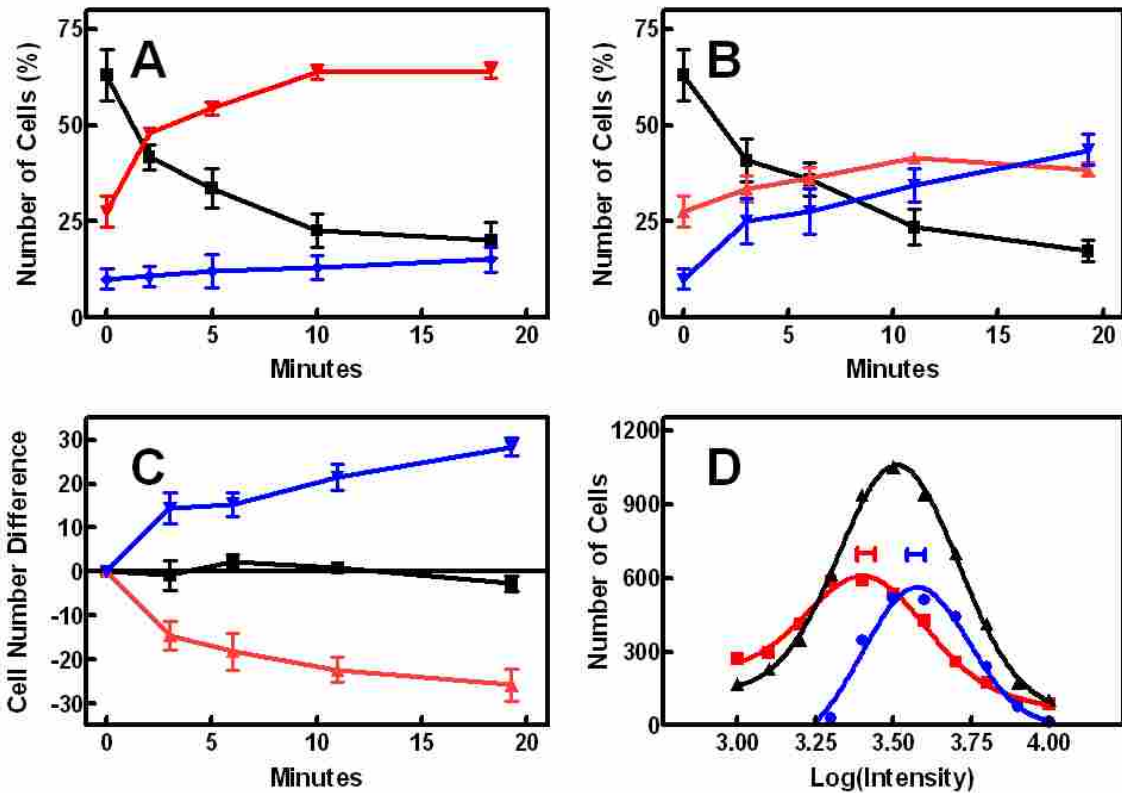 A
Number of Cells (%)
75
50
25
0
0 5 10 15 20
Minutes
B
Number of Cells (%)
75
50
25
0
0 5 10 15 20
Minutes
C
Cell Number Difference
30
20
10
0
-10
-20
-30
0 5 10 15 20
Minutes
D
Number of Cells
1200
900
600
300
0
3.00 3.25 3.50 3.75 4.00
Log(Intensity)